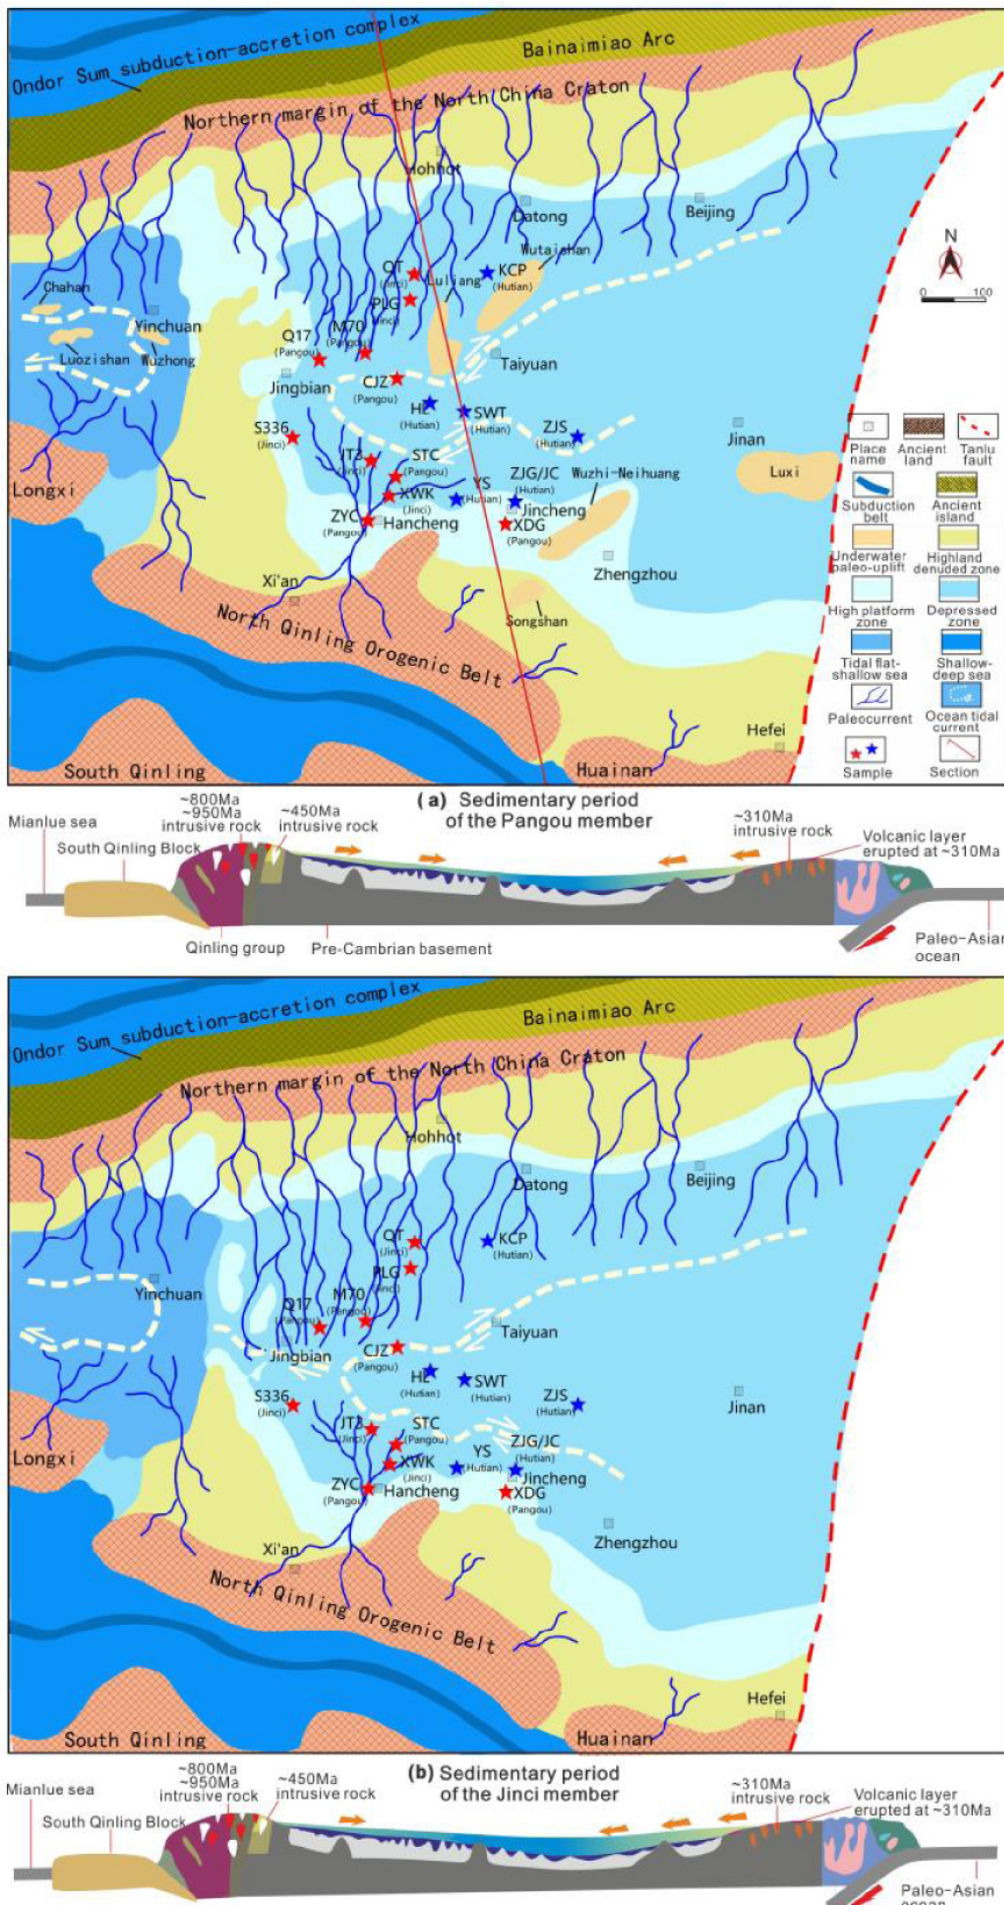 Ondor Sum subduction-accretion complex
Bainaimiao Arc
Northern margin of the North China Craton
Hohhot
Datong
Beijing
N
0 100
Wutaishan
Chahan
QT
(Jinci)
Luliang
KCP
(Hutian)
PLG
(Jinci)
Yinchuan
Q17
(Pangou)
M70
(Pangou)
Luozishan
Wuzhong
Taiyuan
Jingbian
CJZ
(Pangou)
HL
(Hutian)
SWT
(Hutian)
S336
(Jinci)
ZJS
(Hutian)
Jinan
JT3
(Jinci)
STC
(Pangou)
ZJG/JC
(Hutian)
Wuzhi-Neihuang
Luxi
Longxi
XWK
(Jinci)
YS
(Hutian)
Jincheng
ZYC
(Pangou)
Hancheng
XDG
(Pangou)
Zhengzhou
Xi'an
Songshan
North Qinling Orogenic Belt
Hefei
South Qinling
Huainan
Place name
Ancient land
Tanlu fault
Subduction belt
Ancient island
Underwater paleo-uplift
Highland denuded zone
High platform zone
Depressed zone
Tidal flat-shallow sea
Shallow-deep sea
Paleocurrent
Ocean tidal current
Sample
Section
(a) Sedimentary period
of the Pangou member
Mianlue sea
South Qinling Block
~800Ma
~950Ma
intrusive rock
~450Ma
intrusive rock
~310Ma
intrusive rock
Volcanic layer
erupted at ~310Ma
Qinling group
Pre-Cambrian basement
Paleo-Asian
ocean
Ondor Sum subduction-accretion complex
Bainaimiao Arc
Northern margin of the North China Craton
Hohhot
Datong
Beijing
QT
(Jinci)
KCP
(Hutian)
PLG
(Jinci)
Yinchuan
Q17
(Pangou)
M70
(Pangou)
Taiyuan
Jingbian
CJZ
(Pangou)
HL
(Hutian)
SWT
(Hutian)
S336
(Jinci)
ZJS
(Hutian)
Jinan
JT3
(Jinci)
STC
(Pangou)
ZJG/JC
(Hutian)
Longxi
XWK
(Jinci)
YS
(Hutian)
Jincheng
ZYC
(Pangou)
Hancheng
XDG
(Pangou)
Zhengzhou
Xi'an
North Qinling Orogenic Belt
Hefei
South Qinling
Huainan
(b) Sedimentary period
of the Jinci member
Mianlue sea
South Qinling Block
~800Ma
~950Ma
intrusive rock
~450Ma
intrusive rock
~310Ma
intrusive rock
Volcanic layer
erupted at ~310Ma
Paleo-Asian